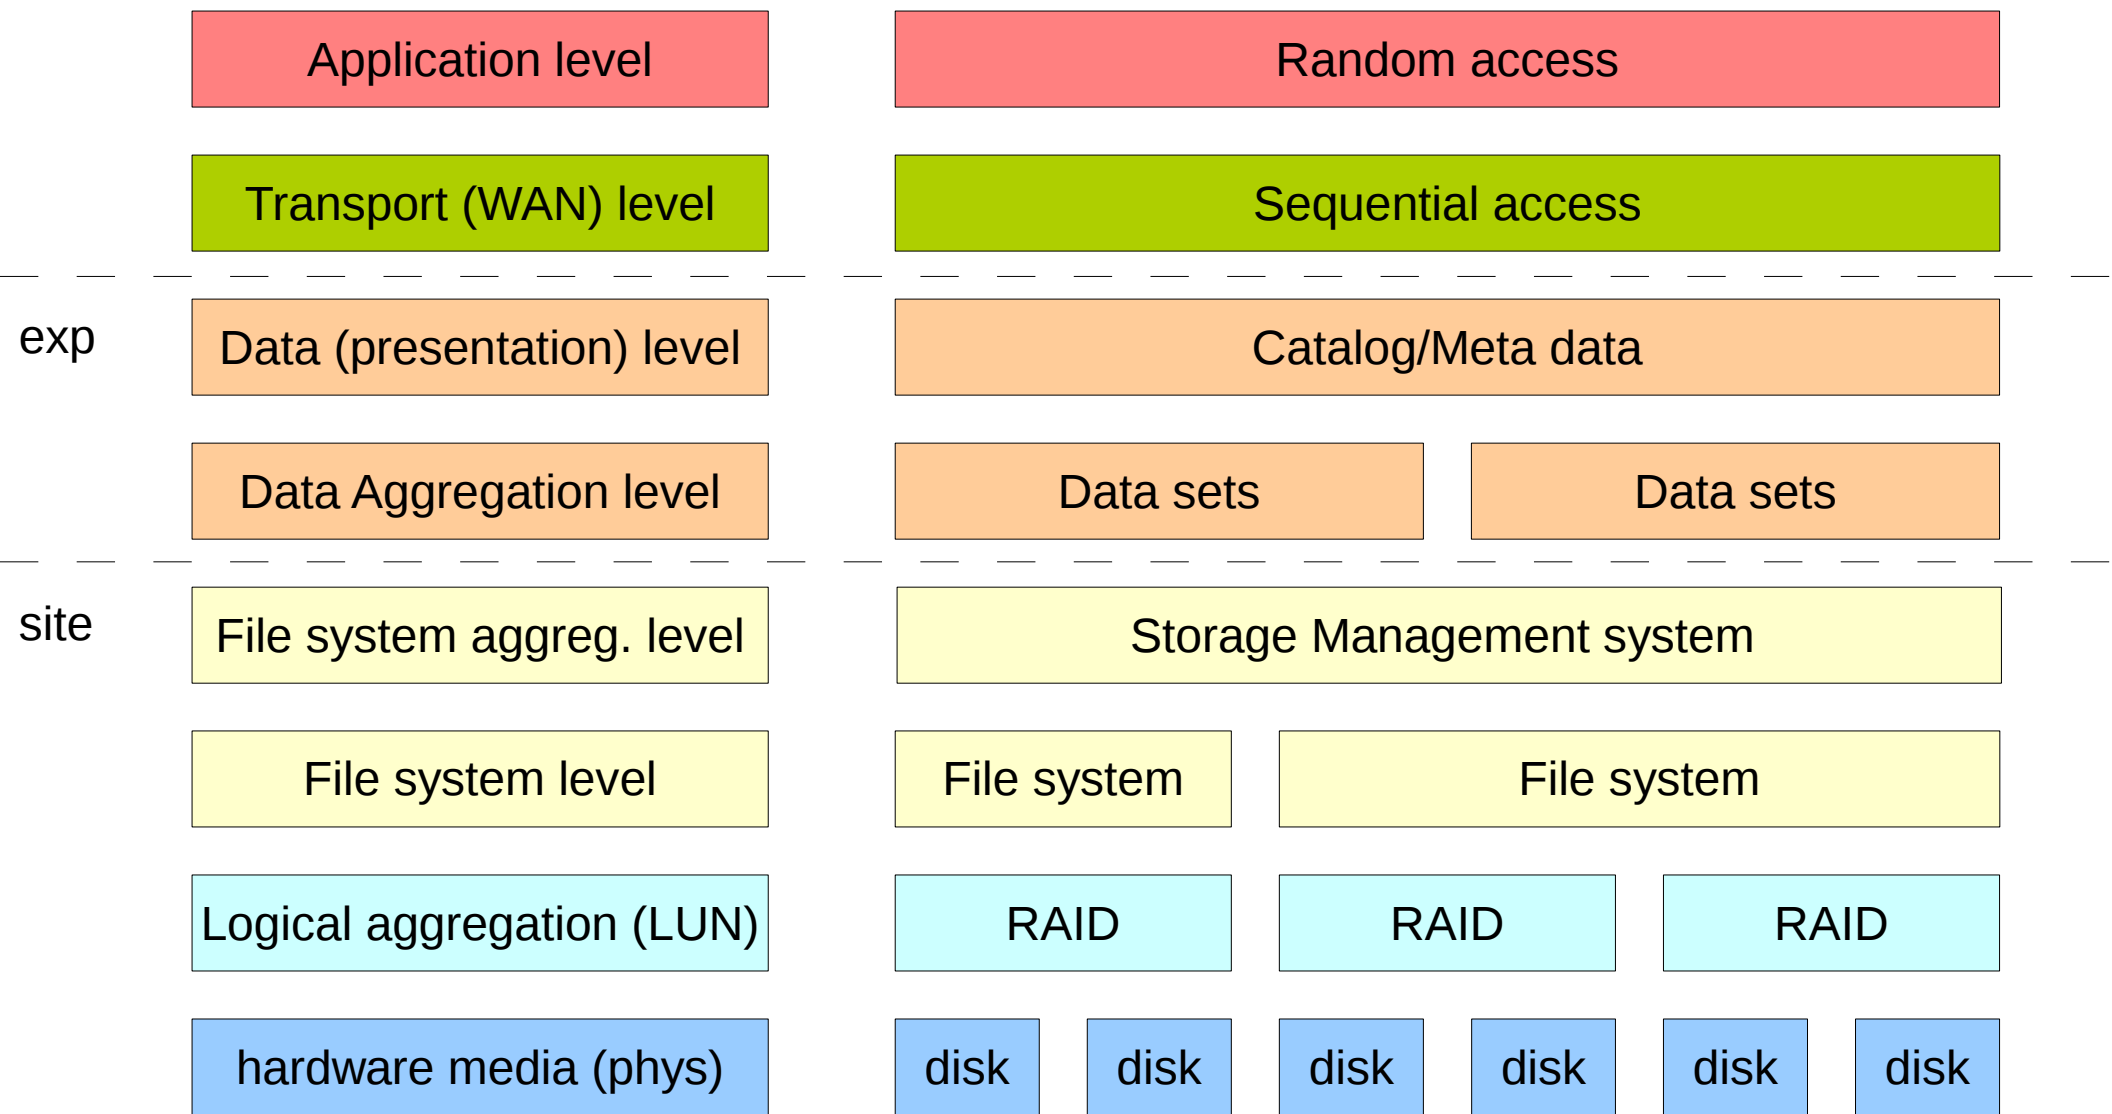 Application level
Random access
Transport (WAN) level
Sequential access
exp
Data (presentation) level
Catalog/Meta data
Data Aggregation level
Data sets
Data sets
site
File system aggreg. level
Storage Management system
File system level
File system
File system
Logical aggregation (LUN)
RAID
RAID
RAID
hardware media (phys)
disk
disk
disk
disk
disk
disk